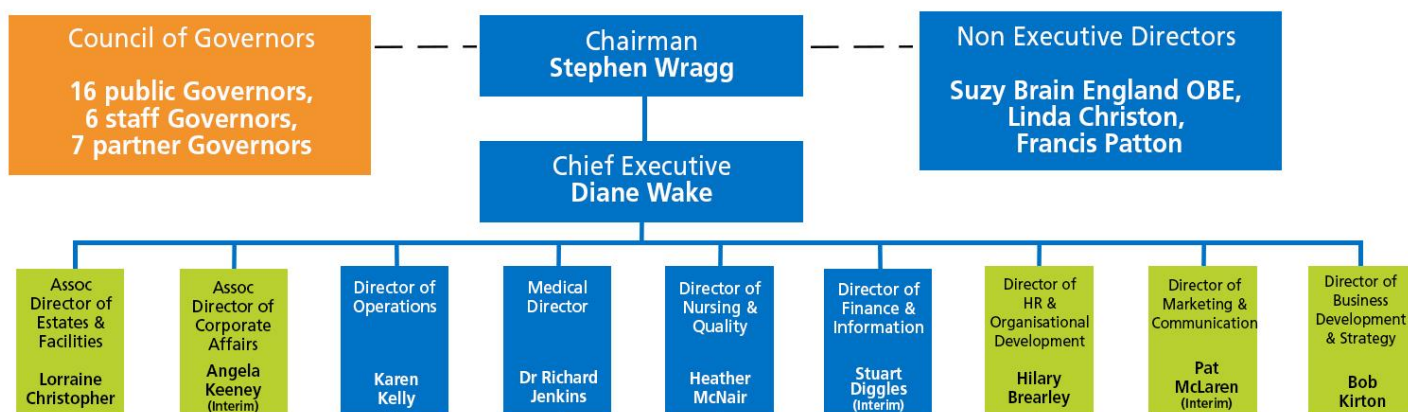 Council of Governors
16 public Governors,
6 staff Governors,
7 partner Governors
Chairman
Stephen Wragg
Non Executive Directors
Suzy Brain England OBE,
Linda Christon,
Francis Patton
Chief Executive
Diane Wake
Assoc
Director of
Estates &
Facilities
Lorraine
Christopher
Assoc
Director of
Corporate
Affairs
Angela
Keeney
(Interim)
Director of
Operations
Karen
Kelly
Medical
Director
Dr Richard
Jenkins
Director of
Nursing &
Quality
Heather
McNair
Director of
Finance &
Information
Stuart
Diggles
(Interim)
Director of
HR &
Organisational
Development
Hilary
Brearley
Director of
Marketing &
Communication
Pat
McLaren
(Interim)
Director of
Business
Development
& Strategy
Bob
Kirton